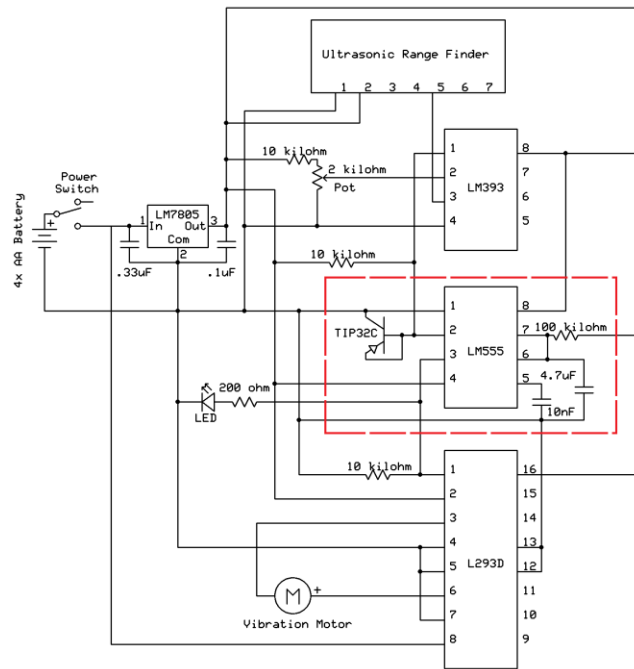 Ultrasonic Range Finder
1 2 3 4 5 6 7
10 kilohm
2 kilohm
Pot
1
2
3
4
LM393
8
7
6
5
Power
Switch
4x AA Battery
+
1
LM7805
3
In Out
Com
2
.33uF
.1uF
10 kilohm
TIP32C
1
2
3
4
LM555
8
7
6
5
100 kilohm
4.7uF
10nF
200 ohm
LED
10 kilohm
1
2
3
4
5
6
7
8
L293D
16
15
14
13
12
11
10
9
M
+
Vibration Motor